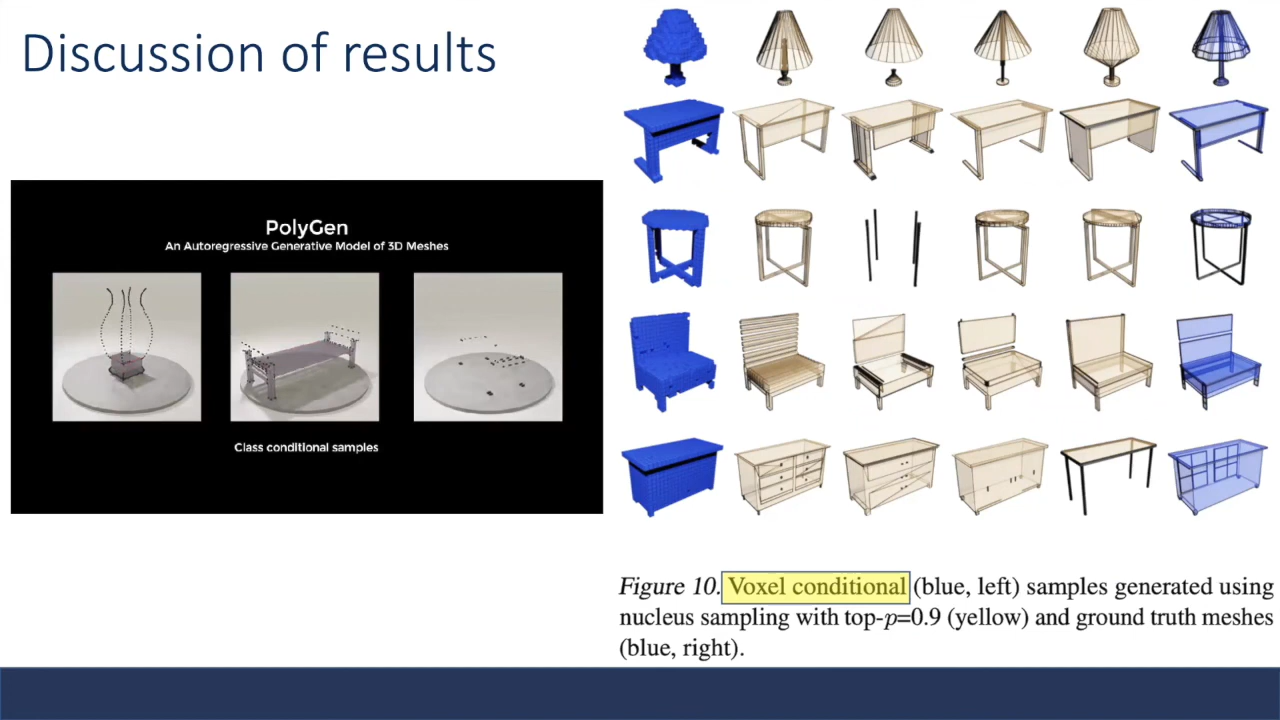 Discussion of results
PolyGen
An Autoregressive Generative Model of 3D Meshes
Class conditional samples
Figure 10. Voxel conditional (blue, left) samples generated using
nucleus sampling with top-p=0.9 (yellow) and ground truth meshes
(blue, right).